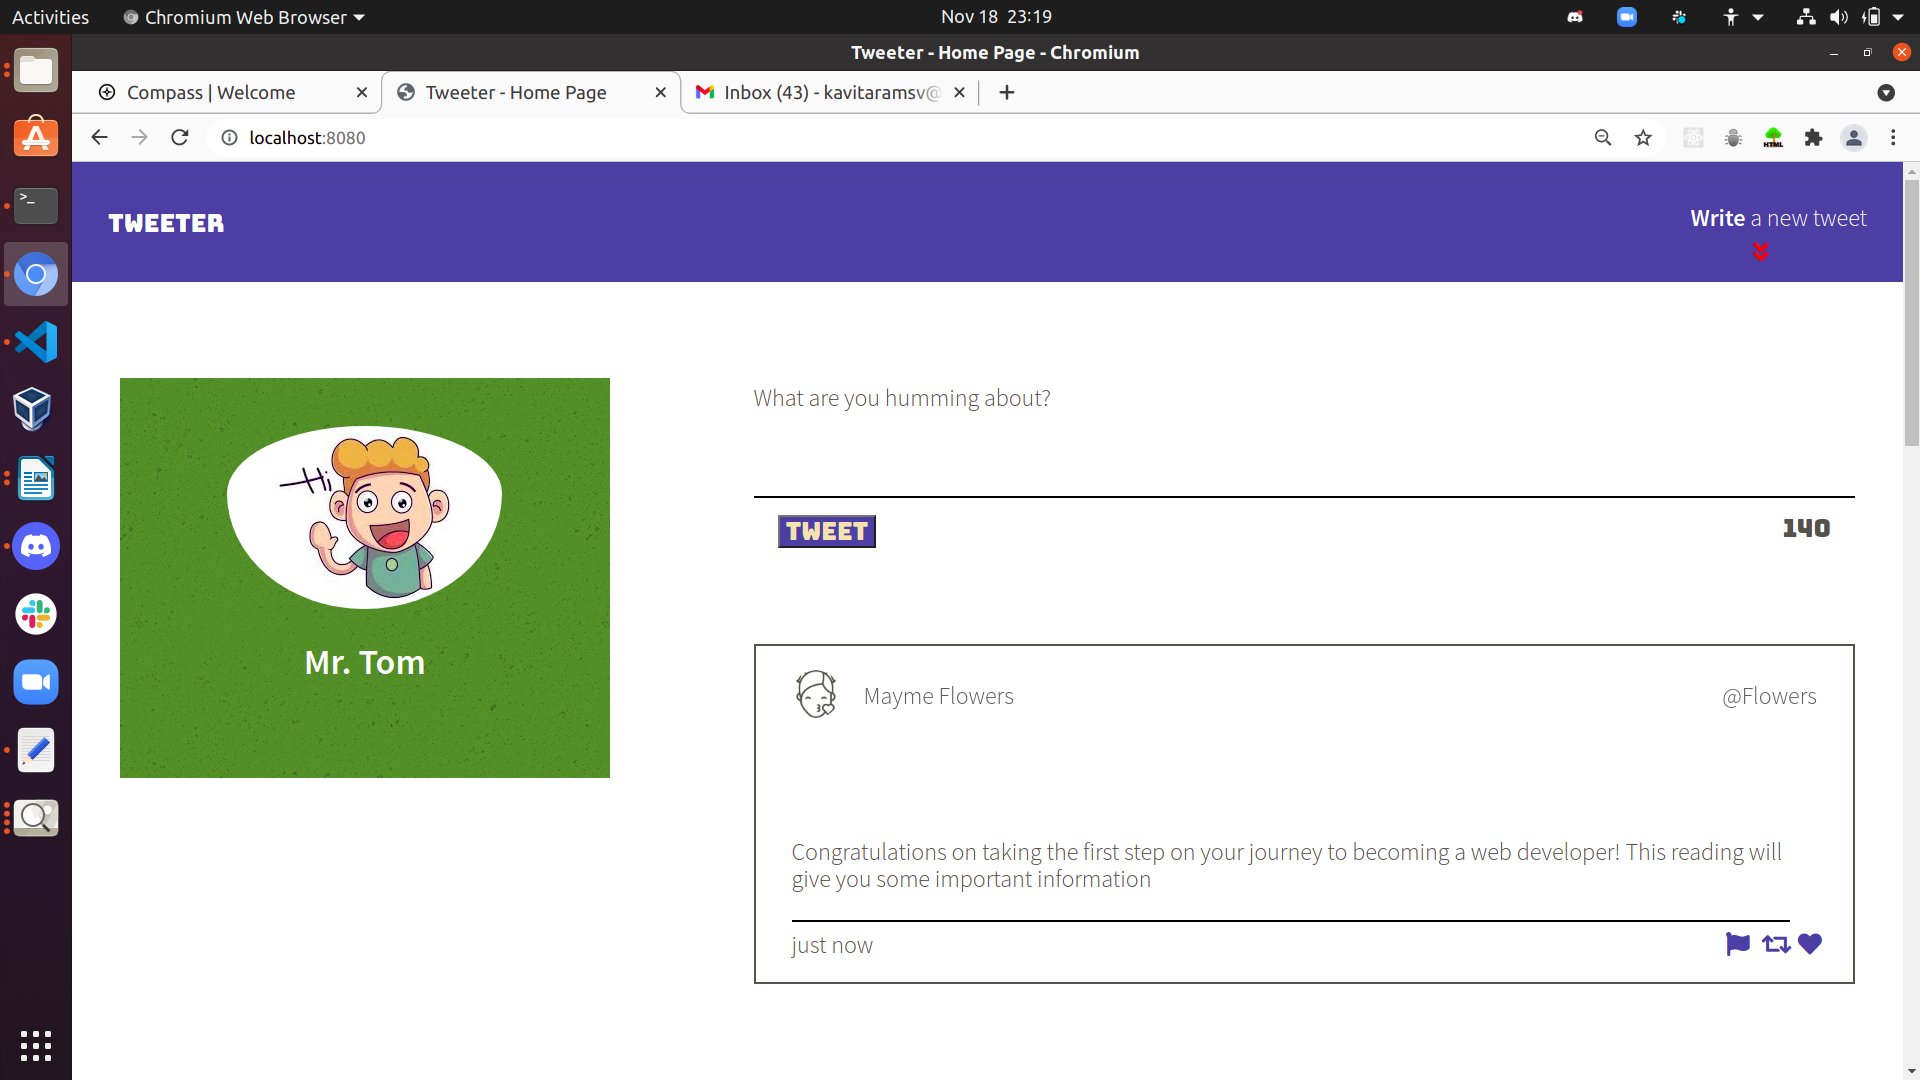 Activities
Chromium Web Browser
Nov 18 23:19
Tweeter - Home Page - Chromium
Compass | Welcome
Tweeter - Home Page
Inbox (43) - kavitaramsv@
localhost:8080
HTML
TWEETER
Write a new tweet
Hi
Mr. Tom
What are you humming about?
TWEET
140
Mayme Flowers
@Flowers
Congratulations on taking the first step on your journey to becoming a web developer! This reading will
give you some important information
just now